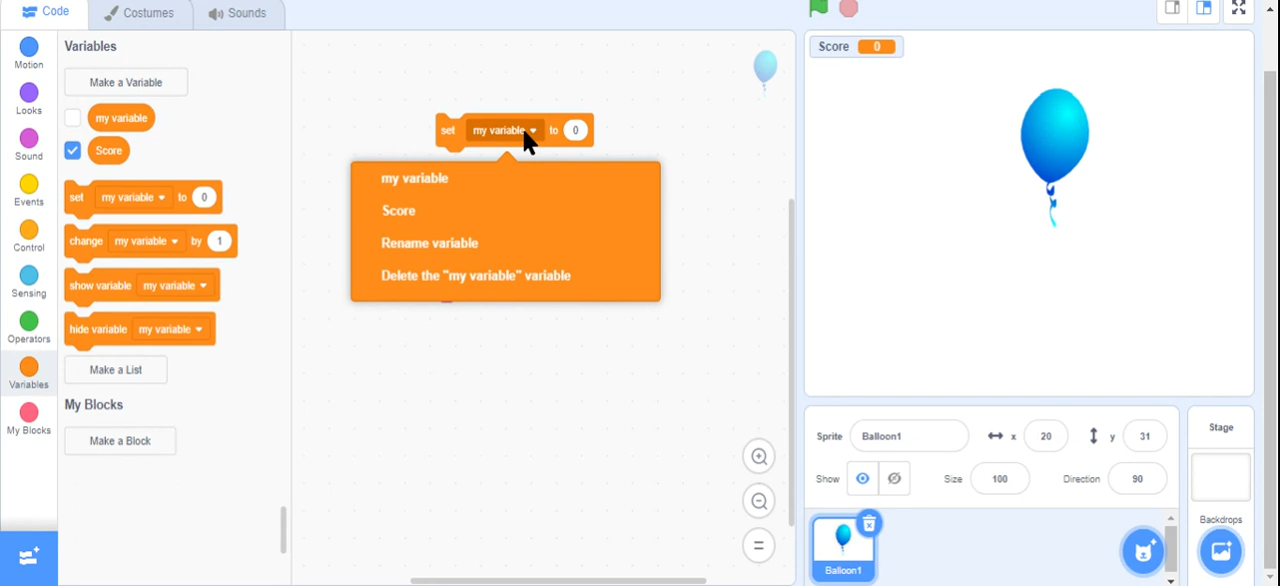 Code
Costumes
Sounds
Motion
Looks
Sound
Events
Control
Sensing
Operators
Variables
My Blocks
Variables
Make a Variable
my variable
Score
set my variable to 0
change my variable by 1
show variable my variable
hide variable my variable
Make a List
My Blocks
Make a Block
set my variable to 0
my variable
Score
Rename variable
Delete the "my variable" variable
Score 0
Sprite Balloon1 x 20 y 31
Show Size 100 Direction 90
Balloon1
Stage
Backdrops